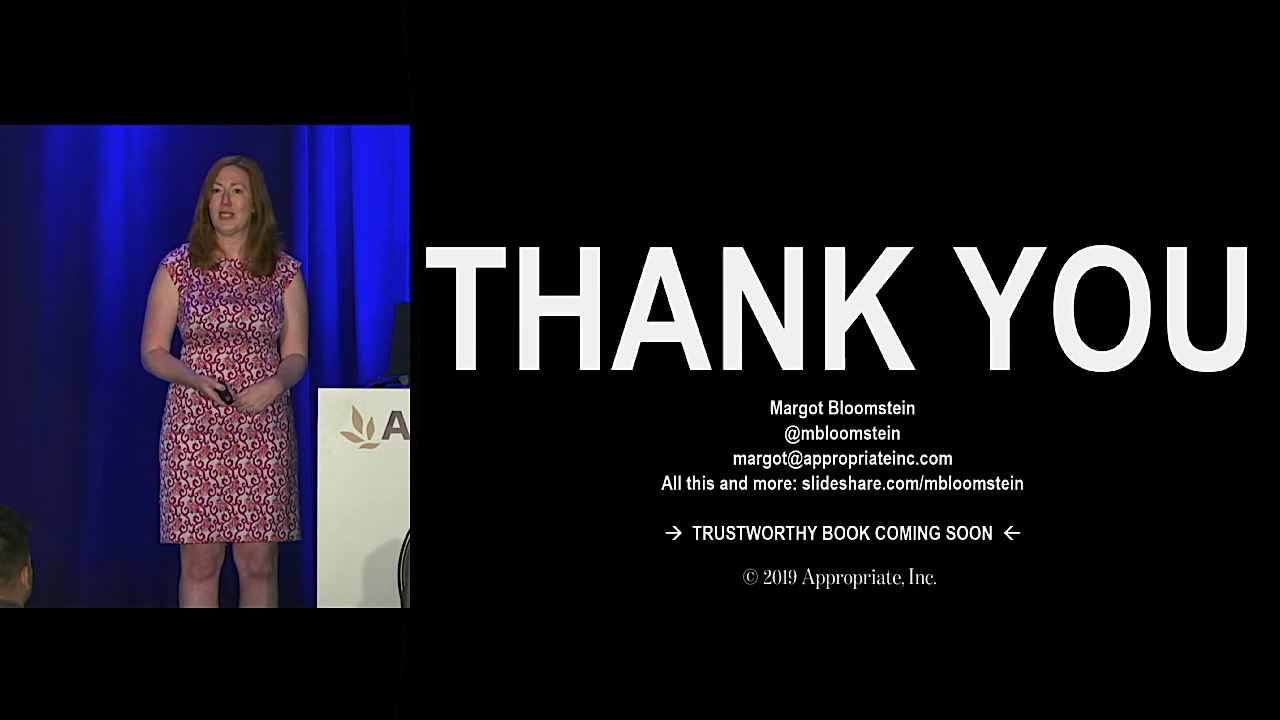 A
THANK YOU
Margot Bloomstein
@mbloomstein
margot@appropriateinc.com
All this and more: slideshare.com/mbloomstein
→ TRUSTWORTHY BOOK COMING SOON ←
© 2019 Appropriate, Inc.